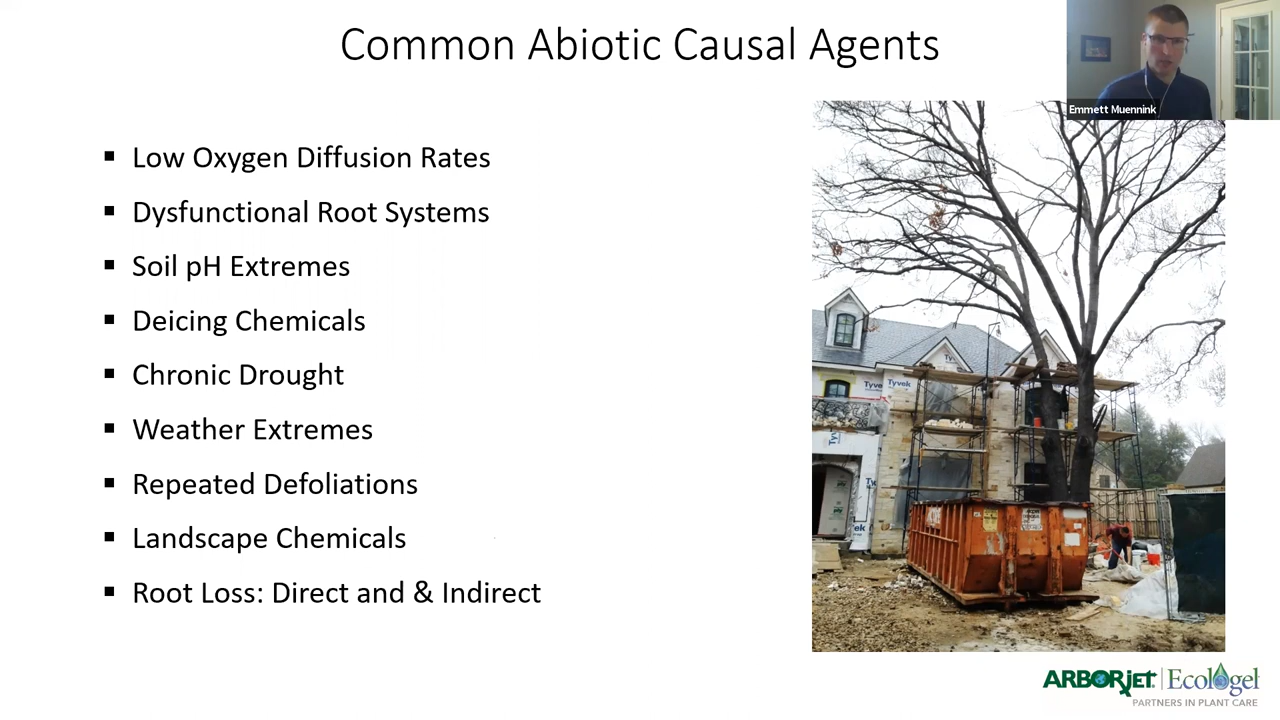 Common Abiotic Causal Agents
Emmett Muennink
Low Oxygen Diffusion Rates
Dysfunctional Root Systems
Soil pH Extremes
Deicing Chemicals
Chronic Drought
Weather Extremes
Repeated Defoliations
Landscape Chemicals
Root Loss: Direct and & Indirect
Tyvek
Tyvek
Tyvek
ARBORjET Ecologel
PARTNERS IN PLANT CARE